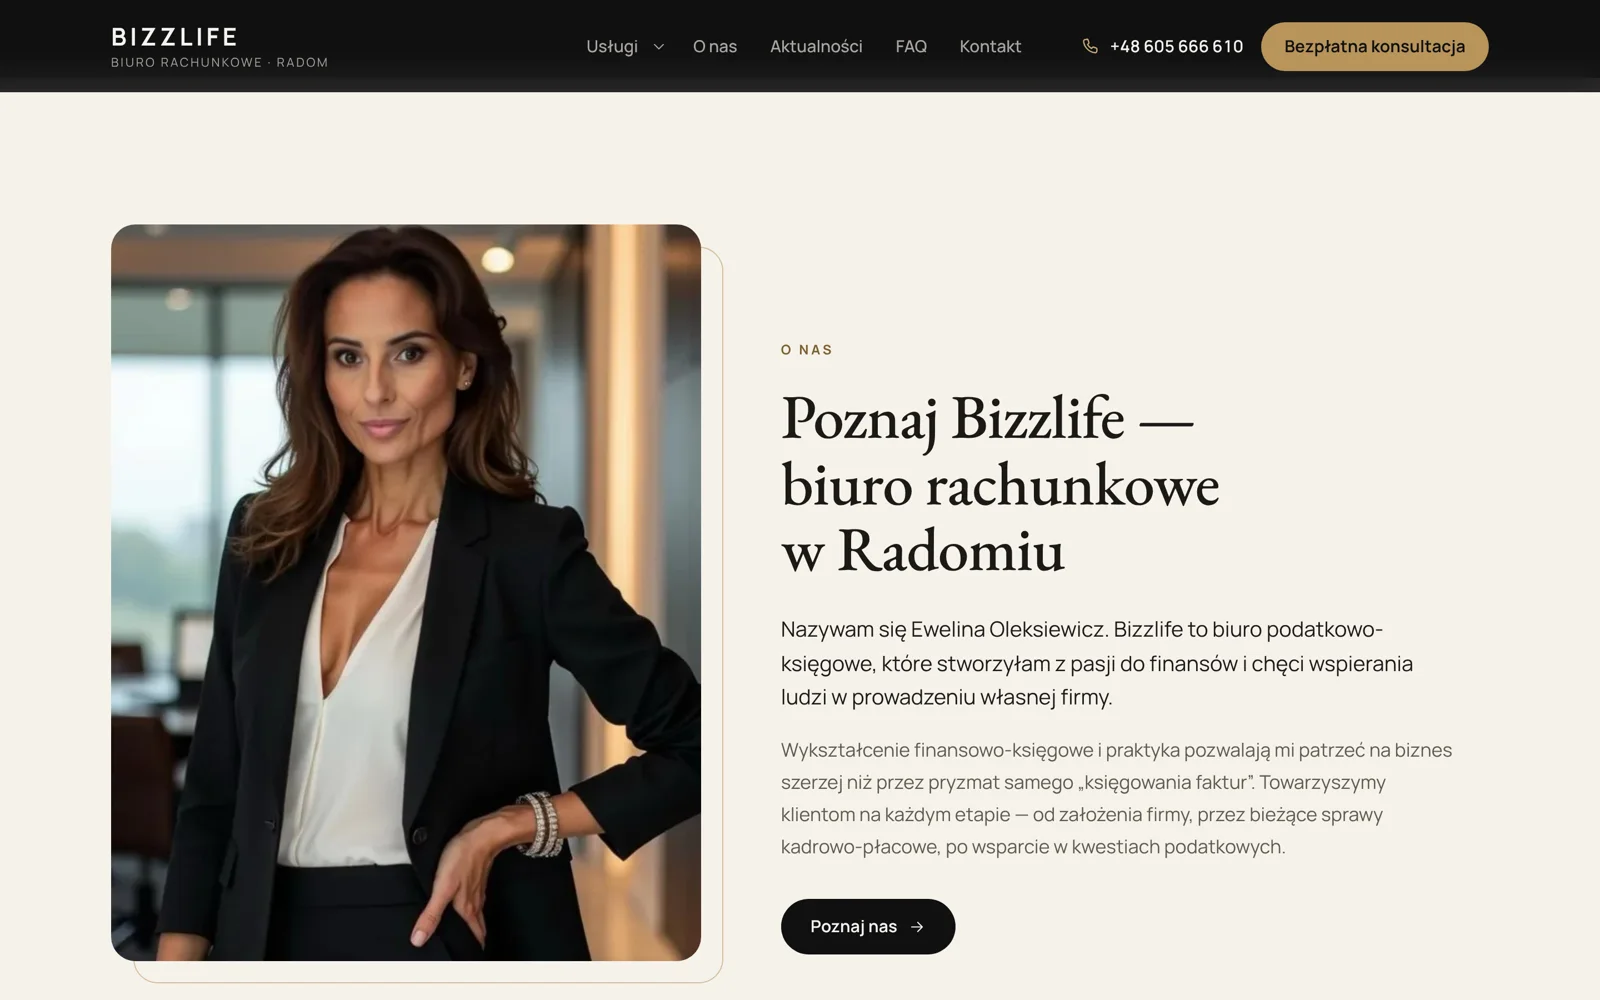 BIZZLIFE
BIURO RACHUNKOWE · RADOM
Usługi
O nas
Aktualności
FAQ
Kontakt
+48 605 666 610
Bezpłatna konsultacja
O NAS
Poznaj Bizzlife —
biuro rachunkowe
w Radomiu
Nazywam się Ewelina Oleksiewicz. Bizzlife to biuro podatkowo-
księgowe, które stworzyłam z pasji do finansów i chęci wspierania
ludzi w prowadzeniu własnej firmy.
Wykształcenie finansowo-księgowe i praktyka pozwalają mi patrzeć na biznes
szerzej niż przez pryzmat samego „księgowania faktur”. Towarzyszymy
klientom na każdym etapie — od założenia firmy, przez bieżące sprawy
kadrowo-płacowe, po wsparcie w kwestiach podatkowych.
Poznaj nas →